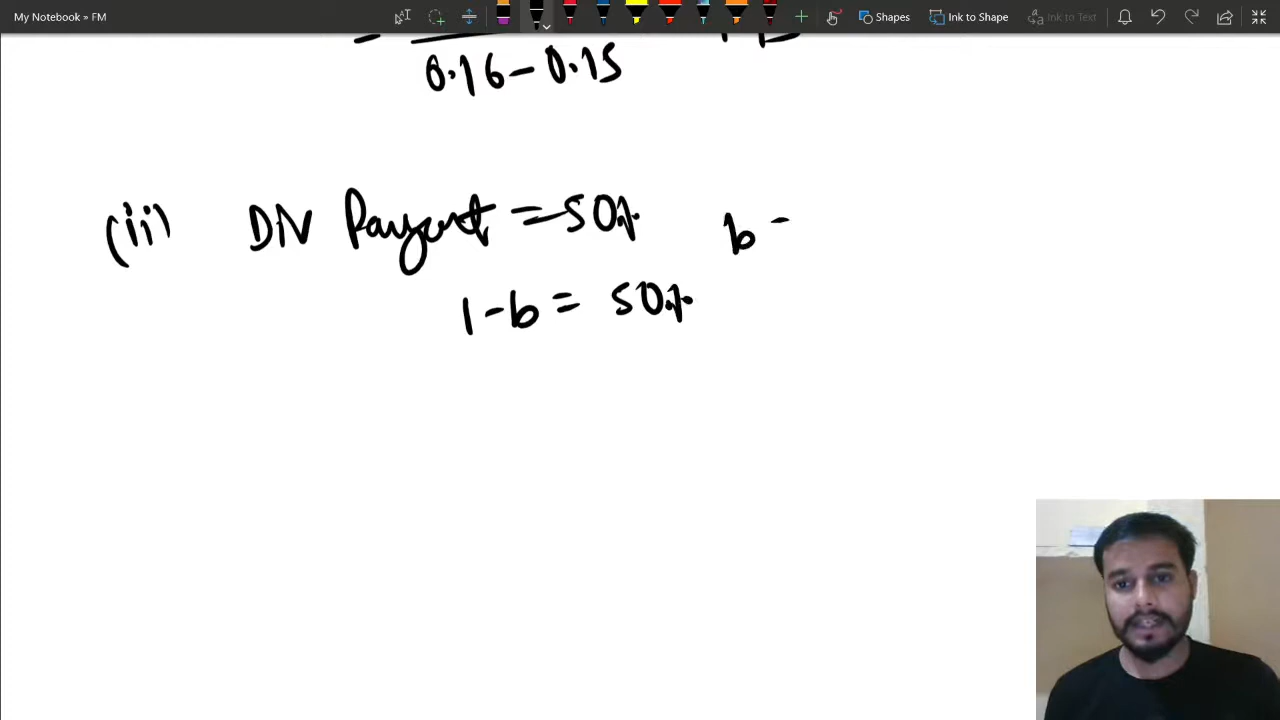 My Notebook » FM
Shapes
Ink to Shape
Ink to Text
=
0.16 - 0.15
(iii) Div Payout = 50% b =
1 - b = 50%